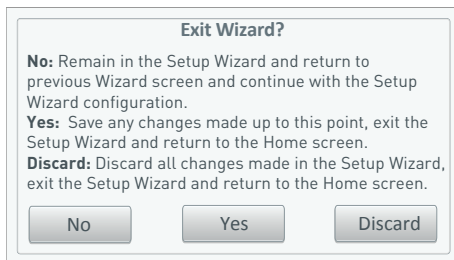 Exit Wizard?
No: Remain in the Setup Wizard and return to
previous Wizard screen and continue with the Setup
Wizard configuration.
Yes: Save any changes made up to this point, exit the
Setup Wizard and return to the Home screen.
Discard: Discard all changes made in the Setup Wizard,
exit the Setup Wizard and return to the Home screen.
No Yes Discard